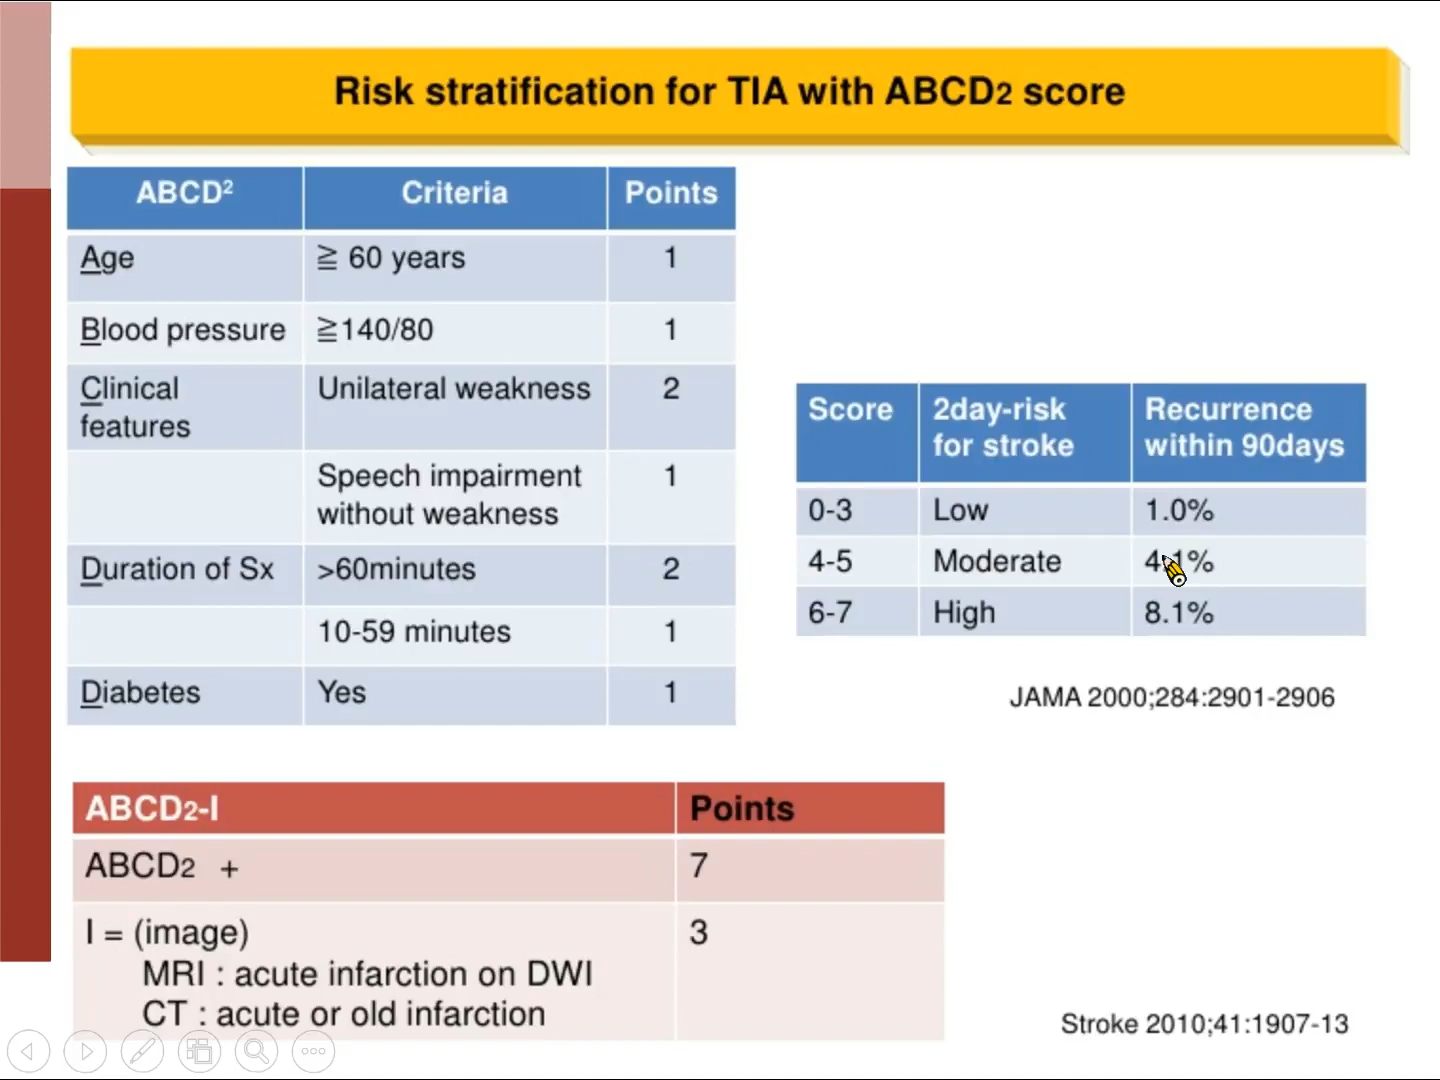 Risk stratification for TIA with ABCD2 score
ABCD² Criteria Points
Age ≧ 60 years 1
Blood pressure ≧140/80 1
Clinical features Unilateral weakness 2
Speech impairment without weakness 1
Duration of Sx >60minutes 2
10-59 minutes 1
Diabetes Yes 1
Score 2day-risk for stroke Recurrence within 90days
0-3 Low 1.0%
4-5 Moderate 4.1%
6-7 High 8.1%
JAMA 2000;284:2901-2906
ABCD2-I Points
ABCD2 + 7
I = (image) 3
MRI : acute infarction on DWI
CT : acute or old infarction
Stroke 2010;41:1907-13